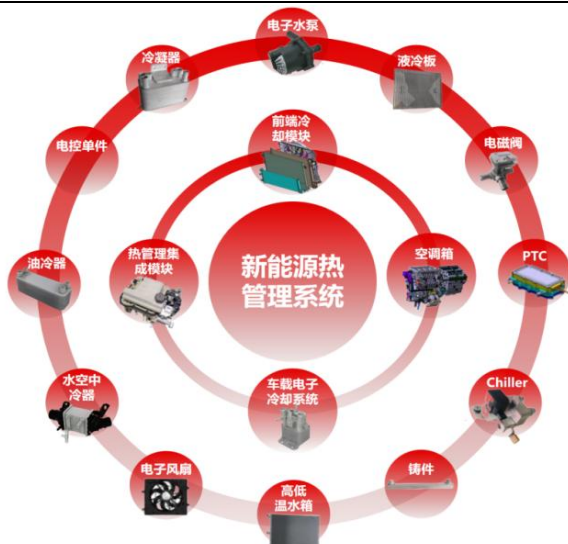 电子水泵
液冷板
电磁阀
PTC
Chiller
铸件
高低
温水箱
电子风扇
水空中
冷器
油冷器
电控单件
冷凝器
前端冷
却模块
空调箱
车载电子
冷却系统
热管理集
成模块
新能源热
管理系统